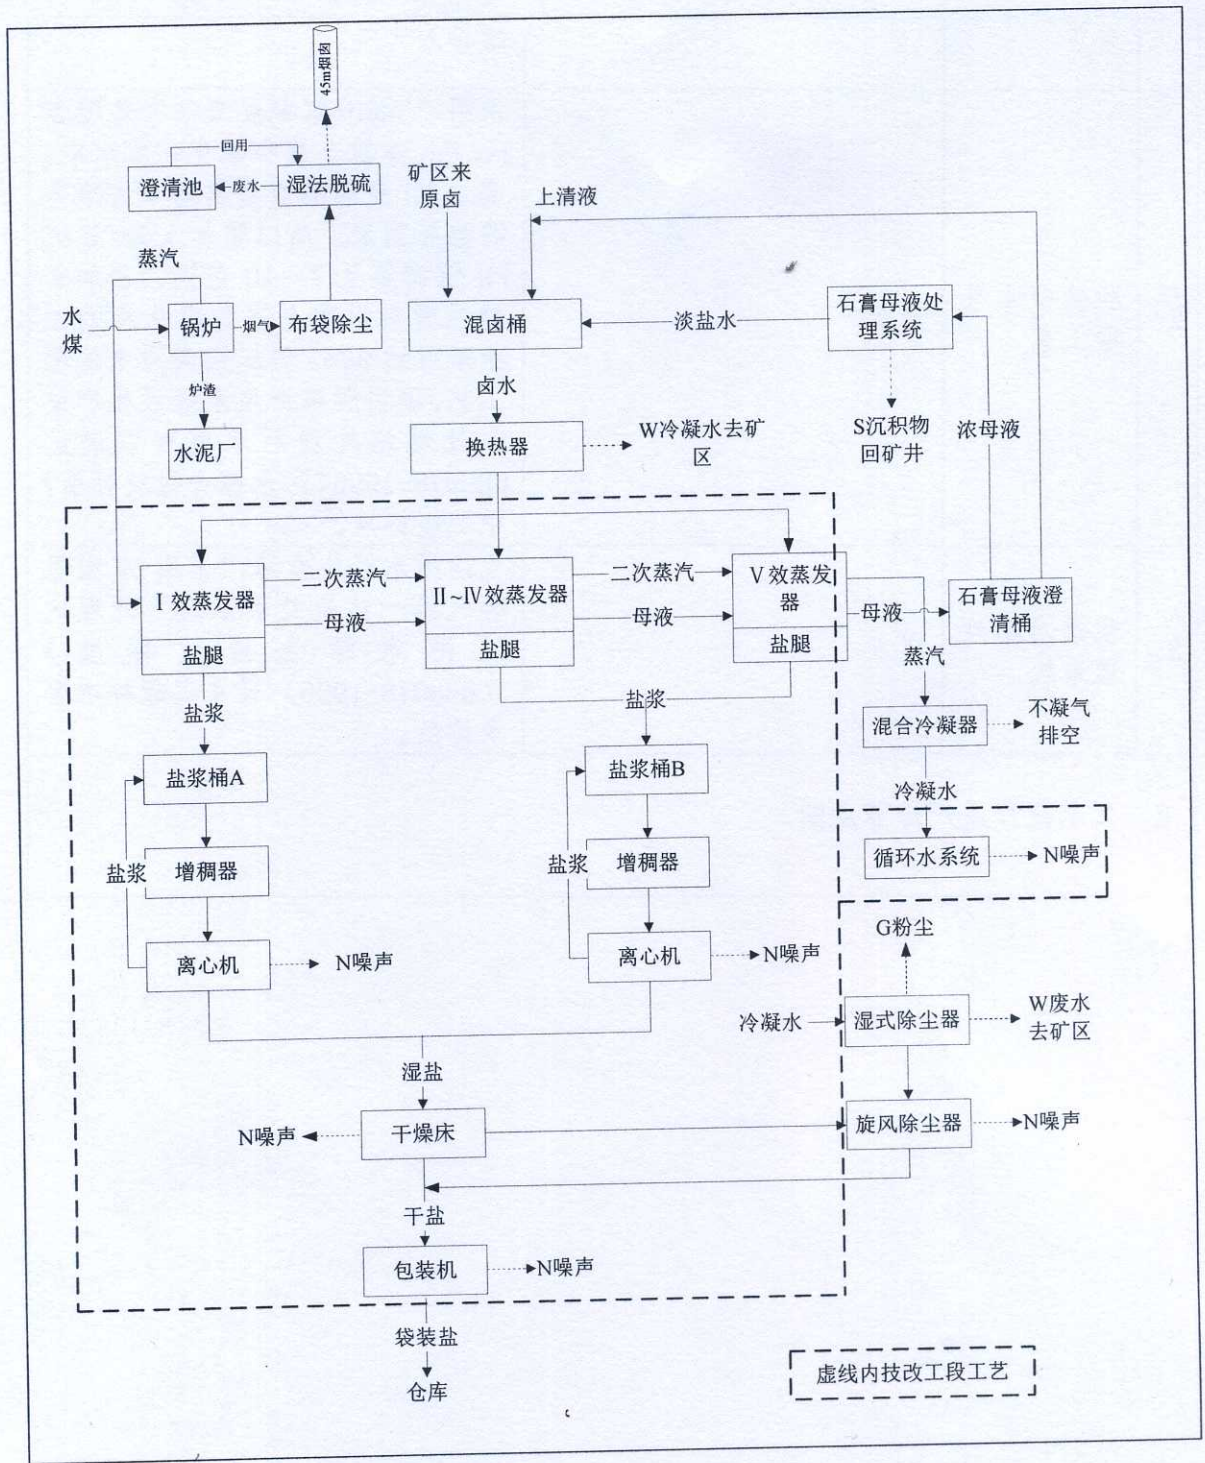 45m烟囱
回用
澄清池
废水
湿法脱硫
矿区来
原卤
上清液
蒸汽
水
煤
锅炉
烟气
布袋除尘
混卤桶
淡盐水
石膏母液处
理系统
炉渣
卤水
水泥厂
换热器
W冷凝水去矿
区
S沉积物
回矿井
浓母液
Ⅰ效蒸发器
盐腿
二次蒸汽
母液
Ⅱ~Ⅳ效蒸发器
盐腿
二次蒸汽
母液
Ⅴ效蒸发
器
盐腿
母液
石膏母液澄
清桶
蒸汽
盐浆
盐浆
混合冷凝器
不凝气
排空
盐浆桶A
盐浆桶B
冷凝水
盐浆
增稠器
盐浆
增稠器
循环水系统
N噪声
G粉尘
离心机
N噪声
离心机
N噪声
冷凝水
湿式除尘器
W废水
去矿区
湿盐
N噪声
干燥床
旋风除尘器
N噪声
干盐
包装机
N噪声
袋装盐
仓库
虚线内技改工段工艺